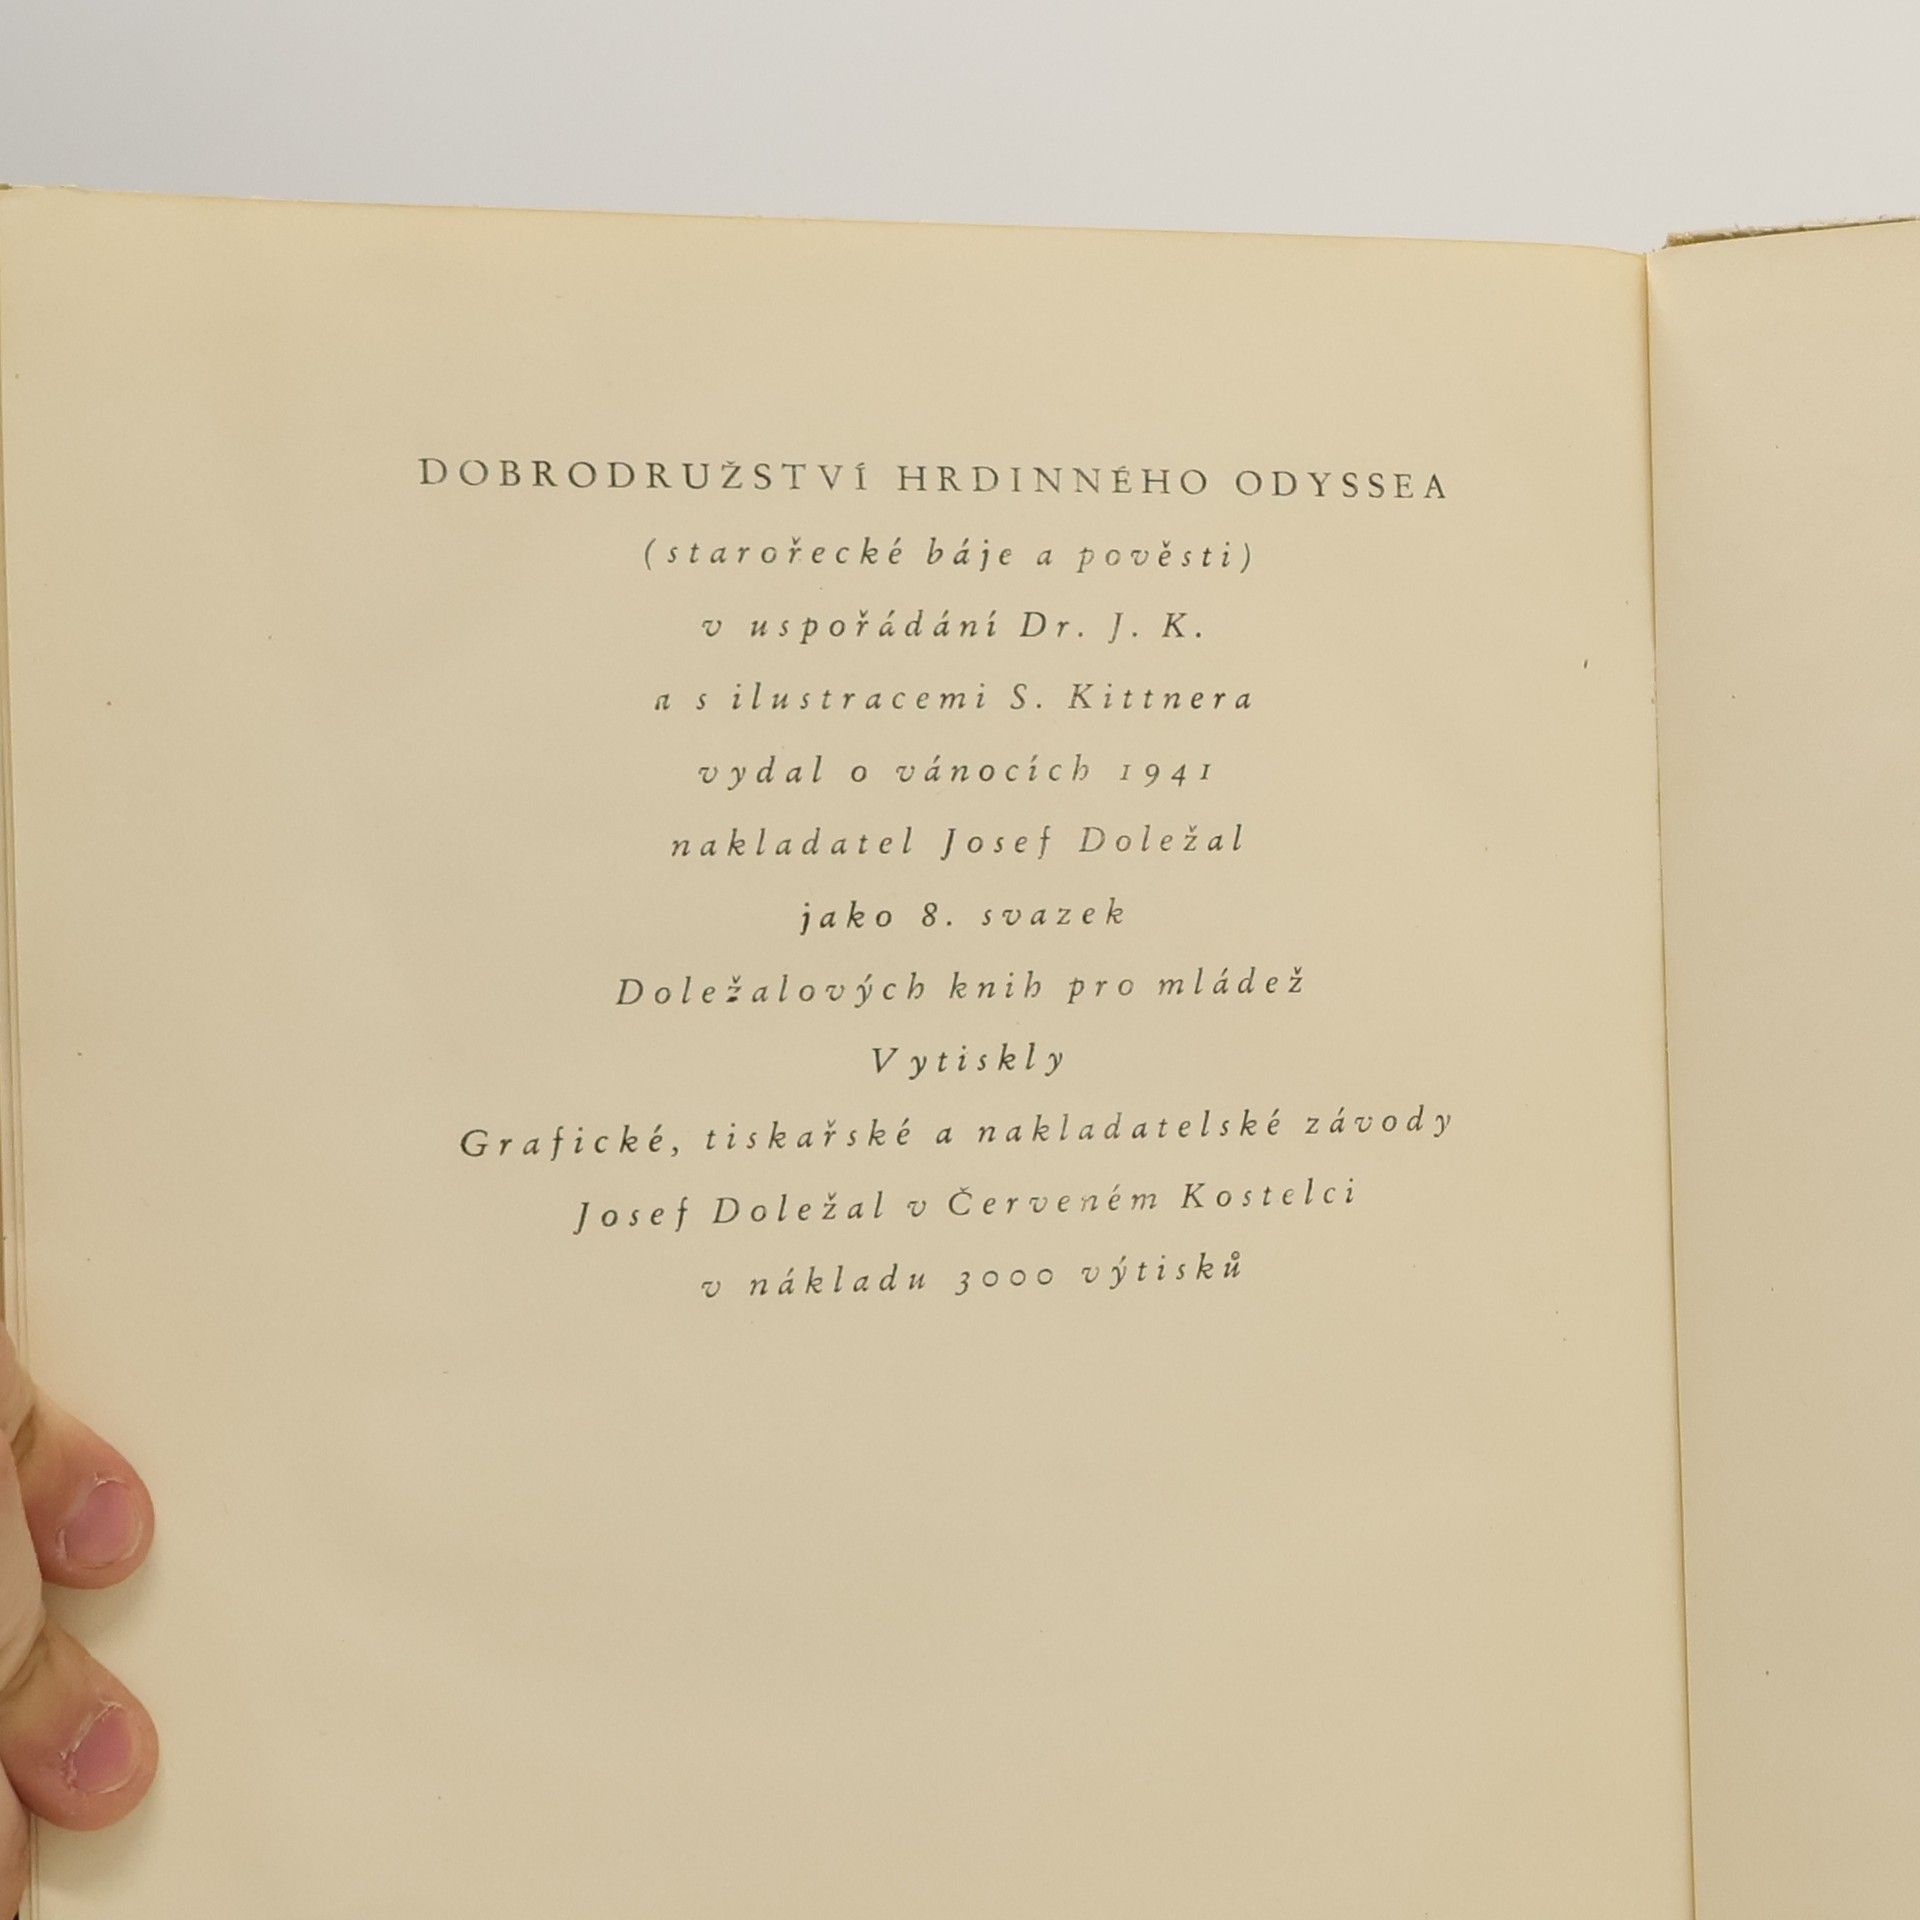 DOBRODRUŽSTVÍ HRDINNÉHO ODYSSEA
(starořecké báje a pověsti)
v uspořádání Dr. J. K.
a s ilustracemi S. Kittnera
vydal o vánocích 1941
nakladatel Josef Doležal
jako 8. svazek
Doležalových knih pro mládež
Vytiskly
Grafické, tiskařské a nakladatelské závody
Josef Doležal v Červeném Kostelci
v nákladu 3000 výtisků